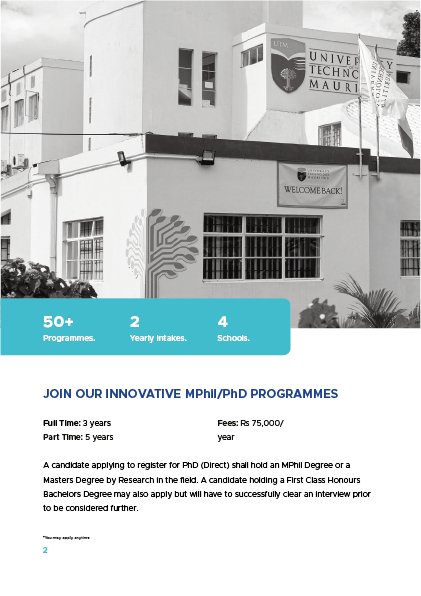 UTM
UNIVERSITY
TECHNO
MAURI
WELCOME BACK!
50+
Programmes.
2
Yearly Intakes.
4
Schools.
JOIN OUR INNOVATIVE MPhil/PhD PROGRAMMES
Full Time: 3 years
Part Time: 5 years
Fees: Rs 75,000/
year
A candidate applying to register for PhD (Direct) shall hold an MPhil Degree or a
Masters Degree by Research in the field. A candidate holding a First Class Honours
Bachelors Degree may also apply but will have to successfully clear an interview prior
to be considered further.
*You may apply anytime
2